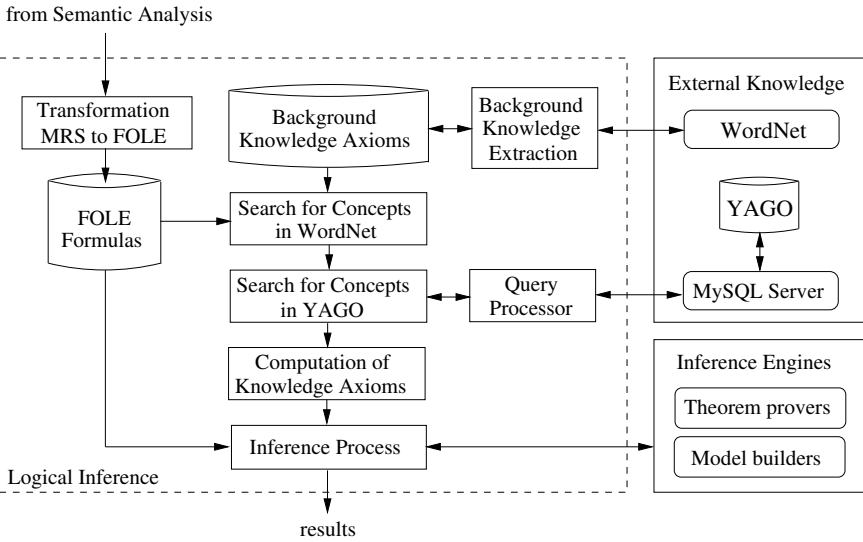 from Semantic Analysis
Transformation
MRS to FOLE
Background
Knowledge Axioms
Background
Knowledge
Extraction
External Knowledge
WordNet
FOLE
Formulas
Search for Concepts
in WordNet
YAGO
Search for Concepts
in YAGO
Query
Processor
MySQL Server
Computation of
Knowledge Axioms
Inference Engines
Theorem provers
Inference Process
Model builders
Logical Inference
results